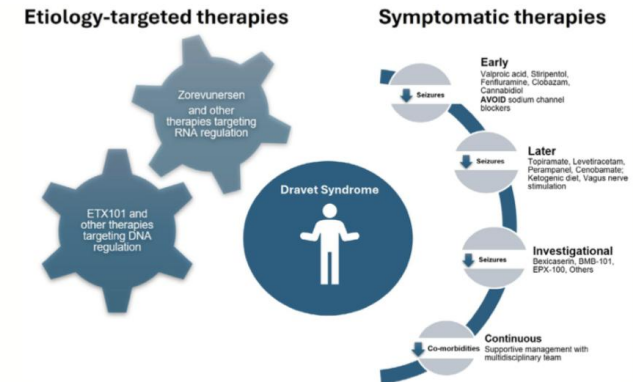 Etiology-targeted therapies
Zorevunersen
and other
therapies targeting
RNA regulation
ETX101 and
other therapies
targeting DNA
regulation
Dravet Syndrome
Symptomatic therapies
Seizures
Early
Valproic acid, Stiripentol,
Fenfluramine, Clobazam,
Cannabidiol
AVOID sodium channel
blockers
Seizures
Later
Topiramate, Levetiracetam,
Perampanel, Cenobamate;
Ketogenic diet, Vagus nerve
stimulation
Seizures
Investigational
Bexicaserin, BMB-101,
EPX-100, Others
Co-morbidities
Continuous
Supportive management with
multidisciplinary team